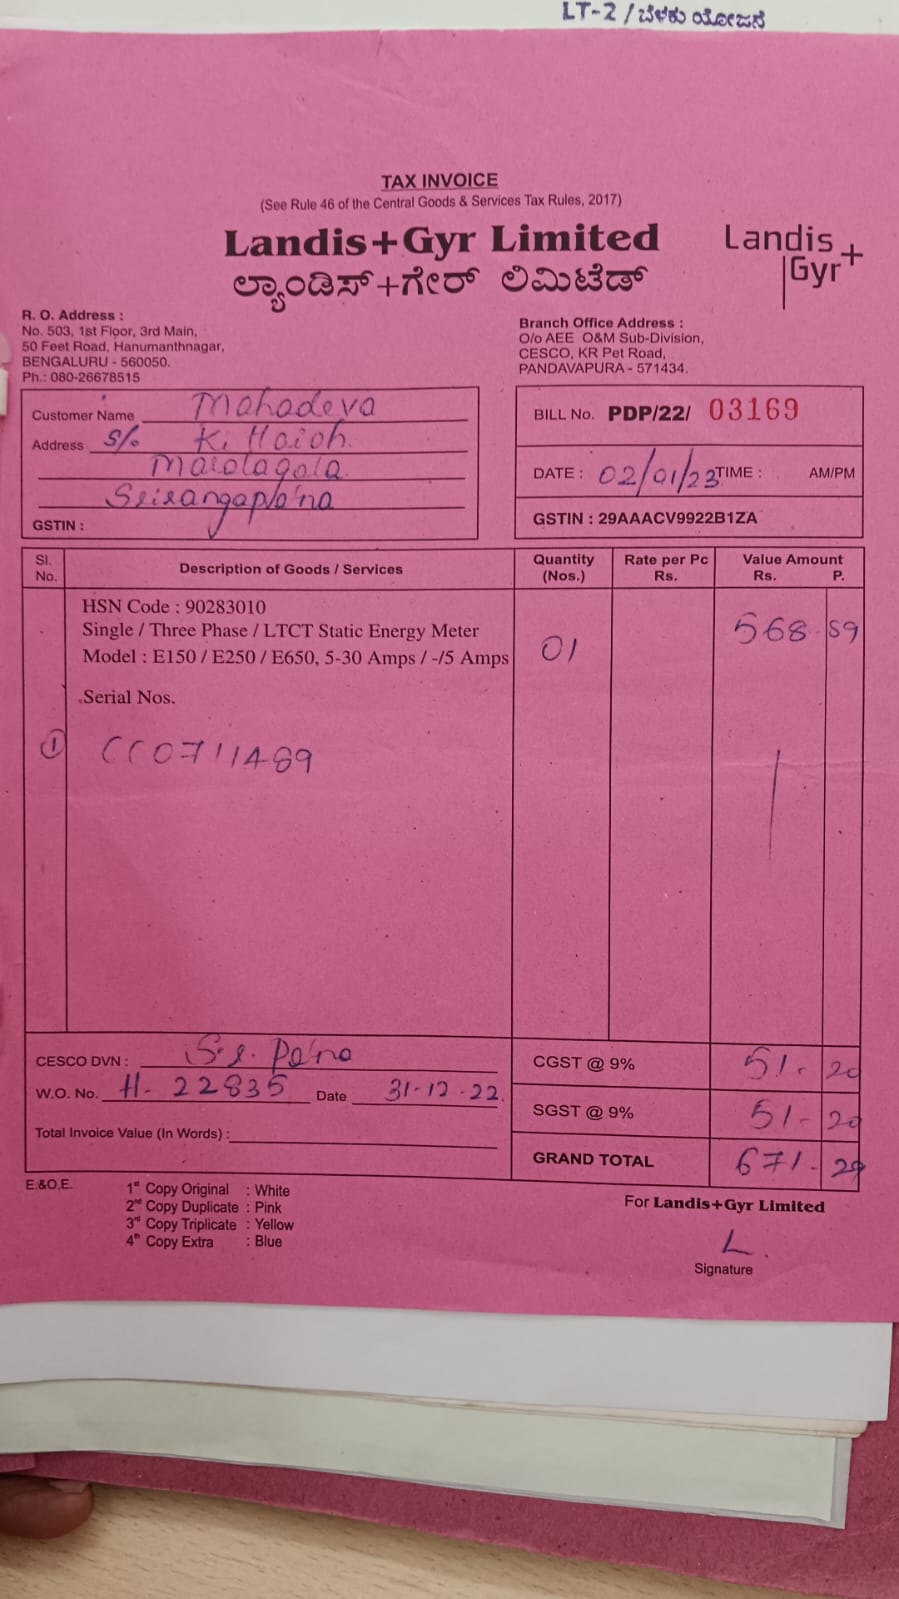 LT-2 / ಬೆಳಕು ಯೋಜನೆ
TAX INVOICE
(See Rule 46 of the Central Goods & Services Tax Rules, 2017)
Landis+Gyr Limited
ಲ್ಯಾಂಡಿಸ್+ಗೇರ್ ಲಿಮಿಟೆಡ್
Landis
Gyr+
R. O. Address :
No. 503, 1st Floor, 3rd Main,
50 Feet Road, Hanumanthnagar,
BENGALURU - 560050.
Ph.: 080-26678515
Branch Office Address :
O/o AEE O&M Sub-Division,
CESCO, KR Pet Road,
PANDAVAPURA - 571434.
Customer Name Mahadeva
Address S/o
GSTIN :
BILL No. PDP/22/ 03169
DATE : 02/01/23 TIME : AM/PM
GSTIN : 29AAACV9922B1ZA
Sl. No. Description of Goods / Services Quantity (Nos.) Rate per Pc Rs. Value Amount Rs. P.
HSN Code : 90283010
Single / Three Phase / LTCT Static Energy Meter 01 568 59
Model : E150 / E250 / E650, 5-30 Amps / -/5 Amps
Serial Nos.
① CC0711489
CESCO DVN :
W.O. No. H- 22835 Date 31-12-22.
Total Invoice Value (In Words) :
CGST @ 9% 51- 20
SGST @ 9% 51- 20
GRAND TOTAL 671- 29
E.&O.E.
1st Copy Original : White
2nd Copy Duplicate : Pink
3rd Copy Triplicate : Yellow
4th Copy Extra : Blue
For Landis+Gyr Limited
Signature